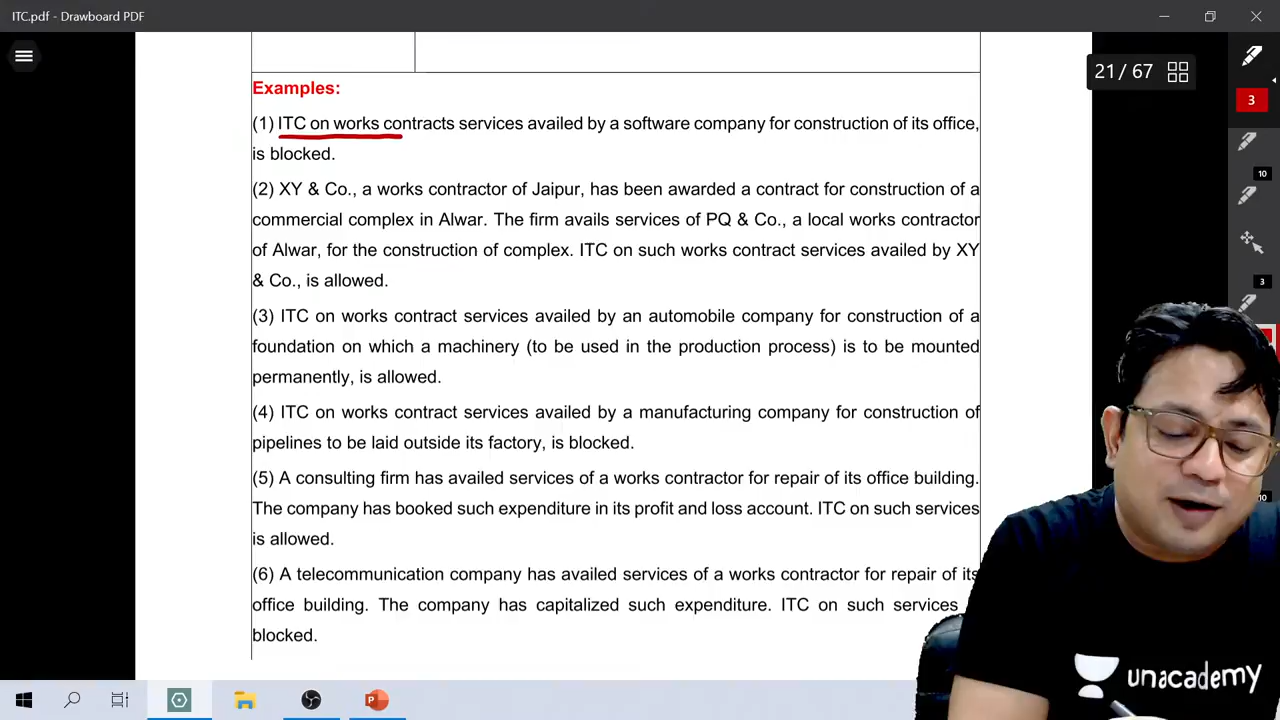 ITC.pdf - Drawboard PDF
21 / 67
3
Examples:
(1) ITC on works contracts services availed by a software company for construction of its office,
is blocked.
10
(2) XY & Co., a works contractor of Jaipur, has been awarded a contract for construction of a
commercial complex in Alwar. The firm avails services of PQ & Co., a local works contractor
10
of Alwar, for the construction of complex. ITC on such works contract services availed by XY
& Co., is allowed.
3
(3) ITC on works contract services availed by an automobile company for construction of a
foundation on which a machinery (to be used in the production process) is to be mounted
permanently, is allowed.
(4) ITC on works contract services availed by a manufacturing company for construction of
pipelines to be laid outside its factory, is blocked.
(5) A consulting firm has availed services of a works contractor for repair of its office building.
10
The company has booked such expenditure in its profit and loss account. ITC on such services
is allowed.
(6) A telecommunication company has availed services of a works contractor for repair of its
office building. The company has capitalized such expenditure. ITC on such services
blocked.
unacademy